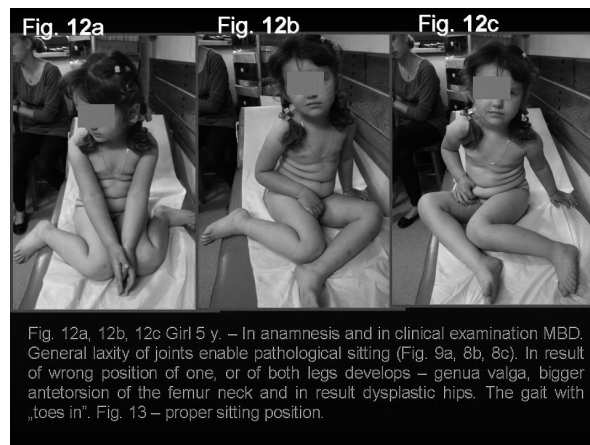 Fig. 12a
Fig. 12b
Fig. 12c
Fig. 12a, 12b, 12c Girl 5 y. – In anamnesis and in clinical examination MBD.
General laxity of joints enable pathological sitting (Fig. 9a, 8b, 8c). In result
of wrong position of one, or of both legs develops – genua valga, bigger
antetorsion of the femur neck and in result dysplastic hips. The gait with
„toes in”. Fig. 13 – proper sitting position.